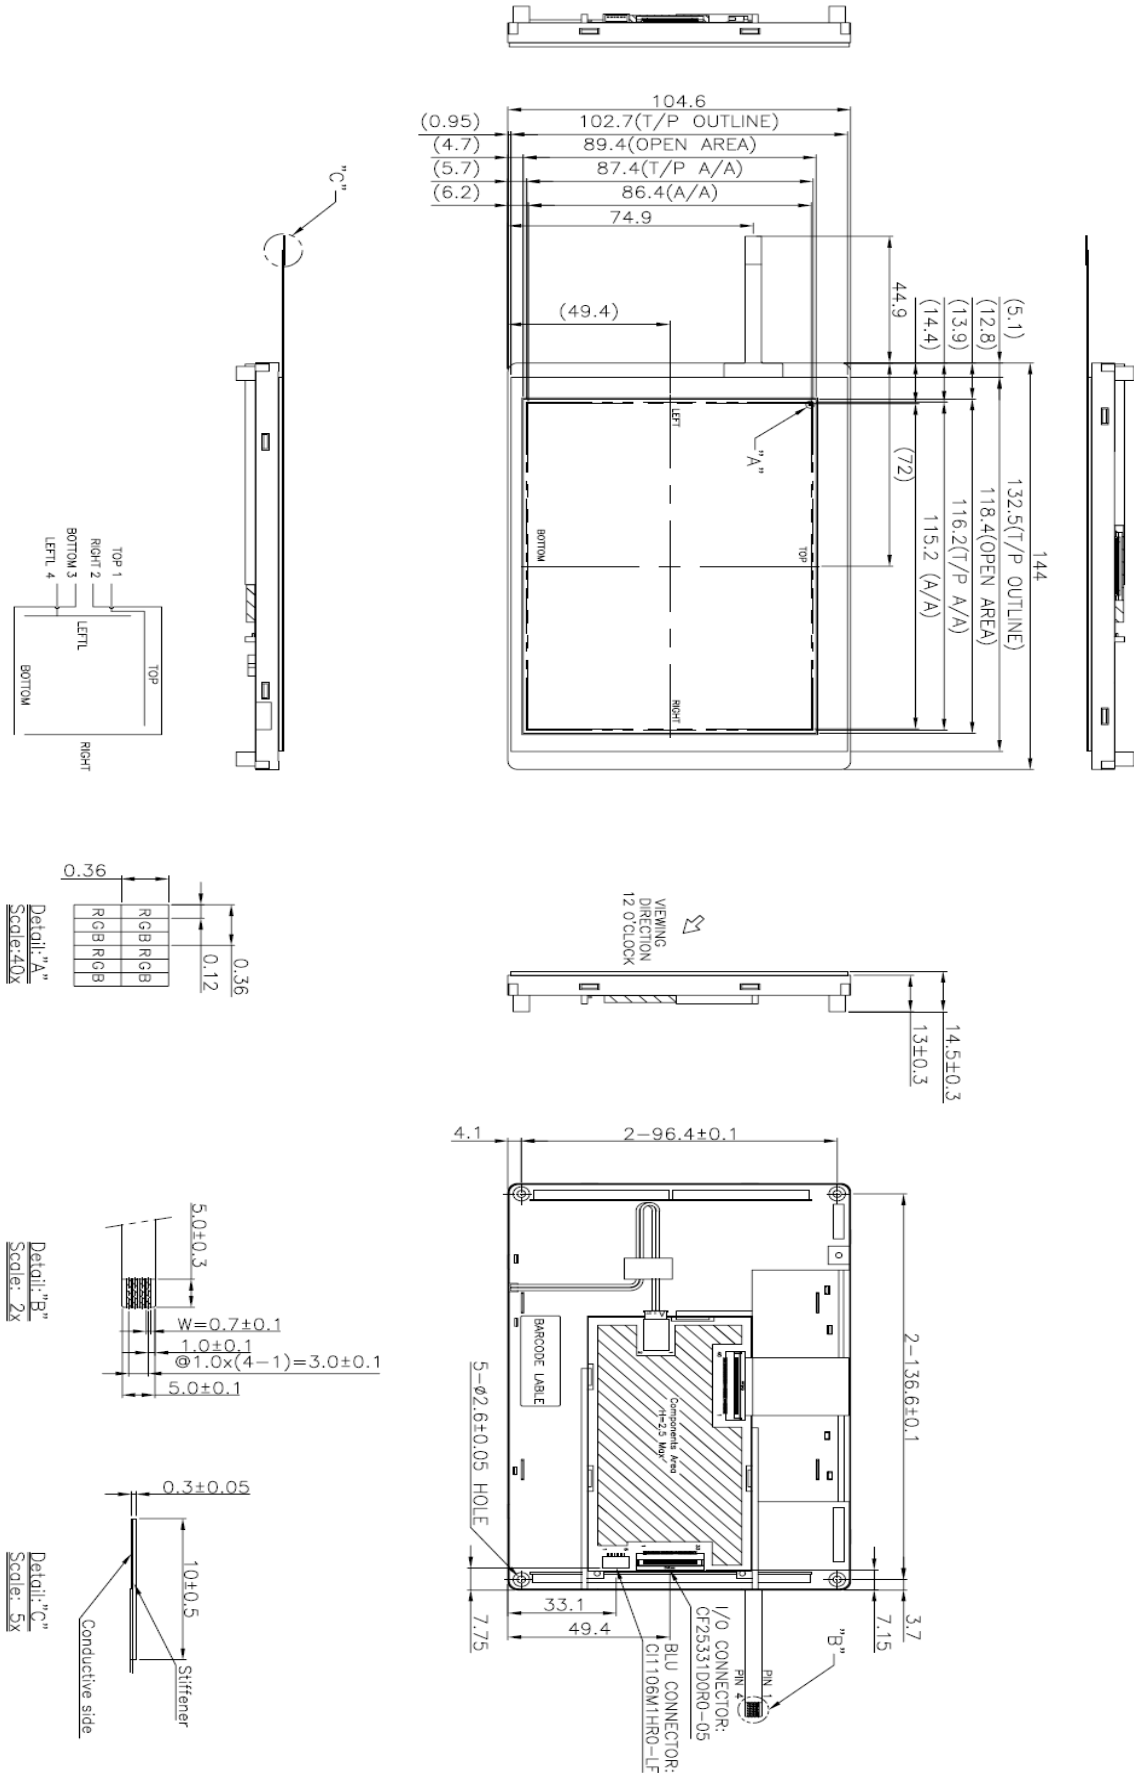 104.6
(0.95)
102.7(T/P OUTLINE)
(4.7)
89.4(OPEN AREA)
(5.7)
87.4(T/P A/A)
(6.2)
86.4(A/A)
74.9
"C"
(49.4)
44.9
(14.4)
(13.9)
(12.8)
(5.1)
LEFT
"A"
(72)
BOTTOM
TOP
RIGHT
144
132.5(T/P OUTLINE)
118.4(OPEN AREA)
116.2(T/P A/A)
115.2 (A/A)
TOP 1
RIGHT 2
BOTTOM 3
LEFTL 4
LEFTL
TOP
BOTTOM
RIGHT
0.36
RGBRGB
RGBRGB
0.36
0.12
Detail:"A"
Scale:40x
VIEWING
DIRECTION
12 O'CLOCK
14.5±0.3
13±0.3
4.1
2-96.4±0.1
5.0±0.3
W=0.7±0.1
1.0±0.1
@1.0x(4-1)=3.0±0.1
5.0±0.1
Detail:"B"
Scale: 2x
BARCODE LABLE
Components Area
H=2.5 Max
2-136.6±0.1
5-ø2.6±0.05 HOLE
33.1
49.4
7.75
7.15
3.7
I/O CONNECTOR:
CF25331D0R0-05
BLU CONNECTOR:
CI1106M1HR0-LF
PIN 1
PIN 4
"B"
0.3±0.05
10±0.5
Stiffener
Conductive side
Detail:"C"
Scale: 5x